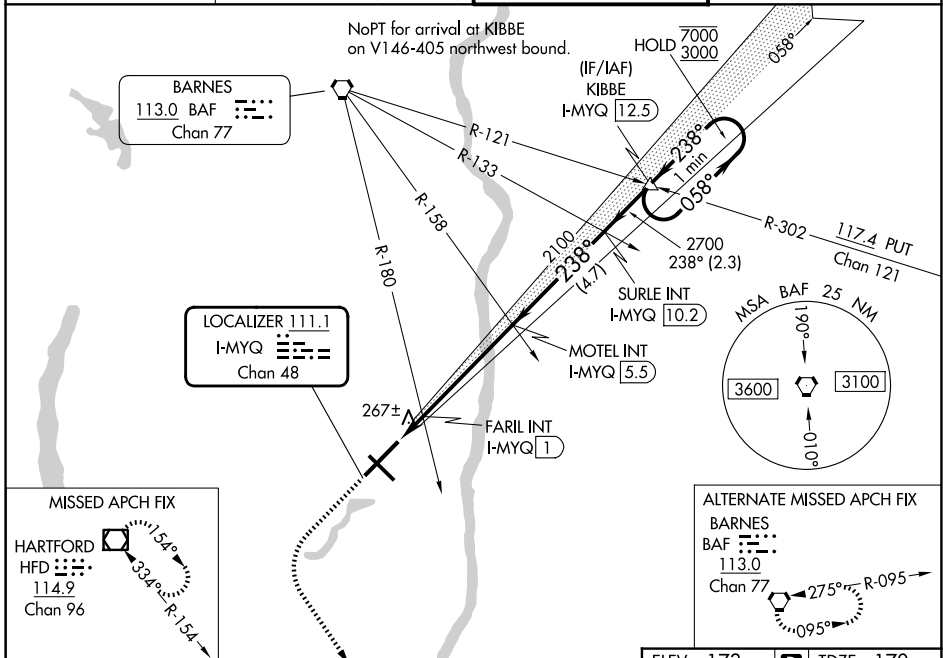 NoPT for arrival at KIBBE
on V146-405 northwest bound.
HOLD 7000
3000
058°
(IF/IAF)
KIBBE
I-MYQ 12.5
BARNES
113.0 BAF
Chan 77
R-121
R-133
R-158
R-180
238°
1 min
058°
R-302
117.4 PUT
Chan 121
2100
238°
(4.7)
2700
238° (2.3)
SURLE INT
I-MYQ 10.2
MOTEL INT
I-MYQ 5.5
LOCALIZER 111.1
I-MYQ
Chan 48
267±
FARIL INT
I-MYQ 1
MSA BAF 25 NM
190°
3600
3100
010°
MISSED APCH FIX
HARTFORD
HFD
114.9
Chan 96
154°
334°
R-154
ALTERNATE MISSED APCH FIX
BARNES
BAF
113.0
Chan 77
275°
R-095
095°
ELEV 173
D
TDZE 170